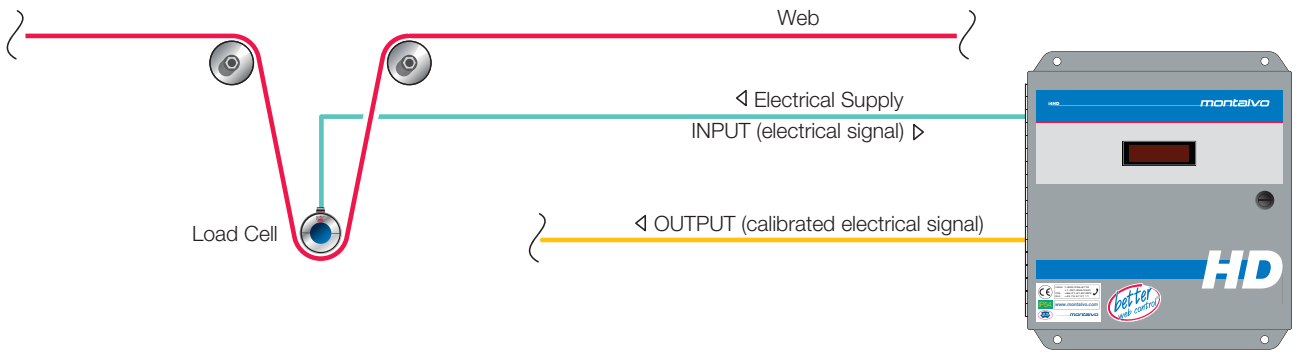 Web
◁ Electrical Supply
INPUT (electrical signal) ▷
montalvo
Load Cell
◁ OUTPUT (calibrated electrical signal)
HD
CE
www.montalvo.com
montalvo
better
web control